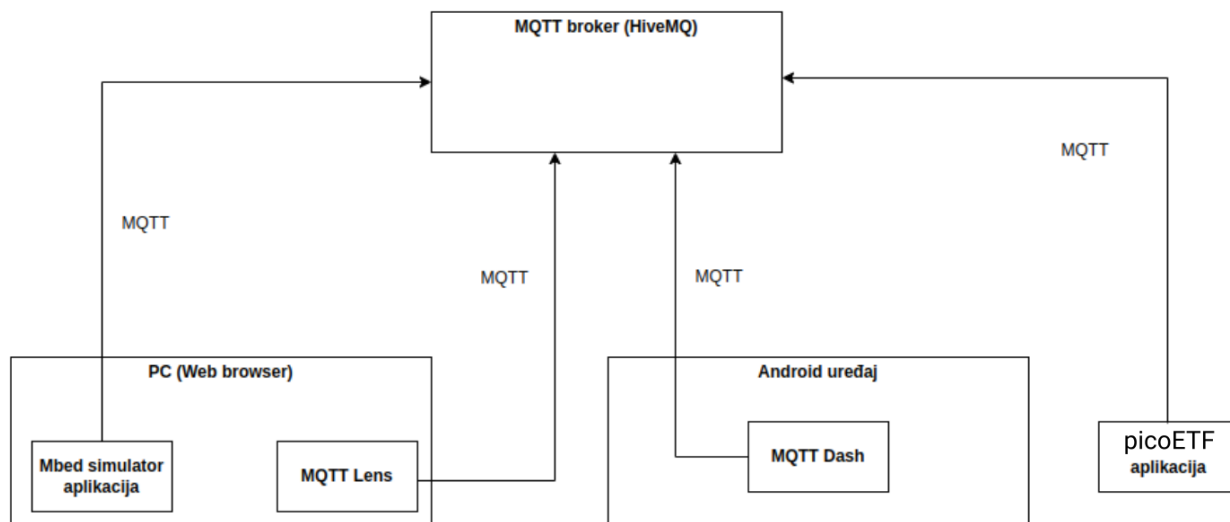 MQTT broker (HiveMQ)
MQTT
MQTT
MQTT
MQTT
PC (Web browser)
Android uređaj
Mbed simulator
aplikacija
MQTT Lens
MQTT Dash
picoETF
aplikacija